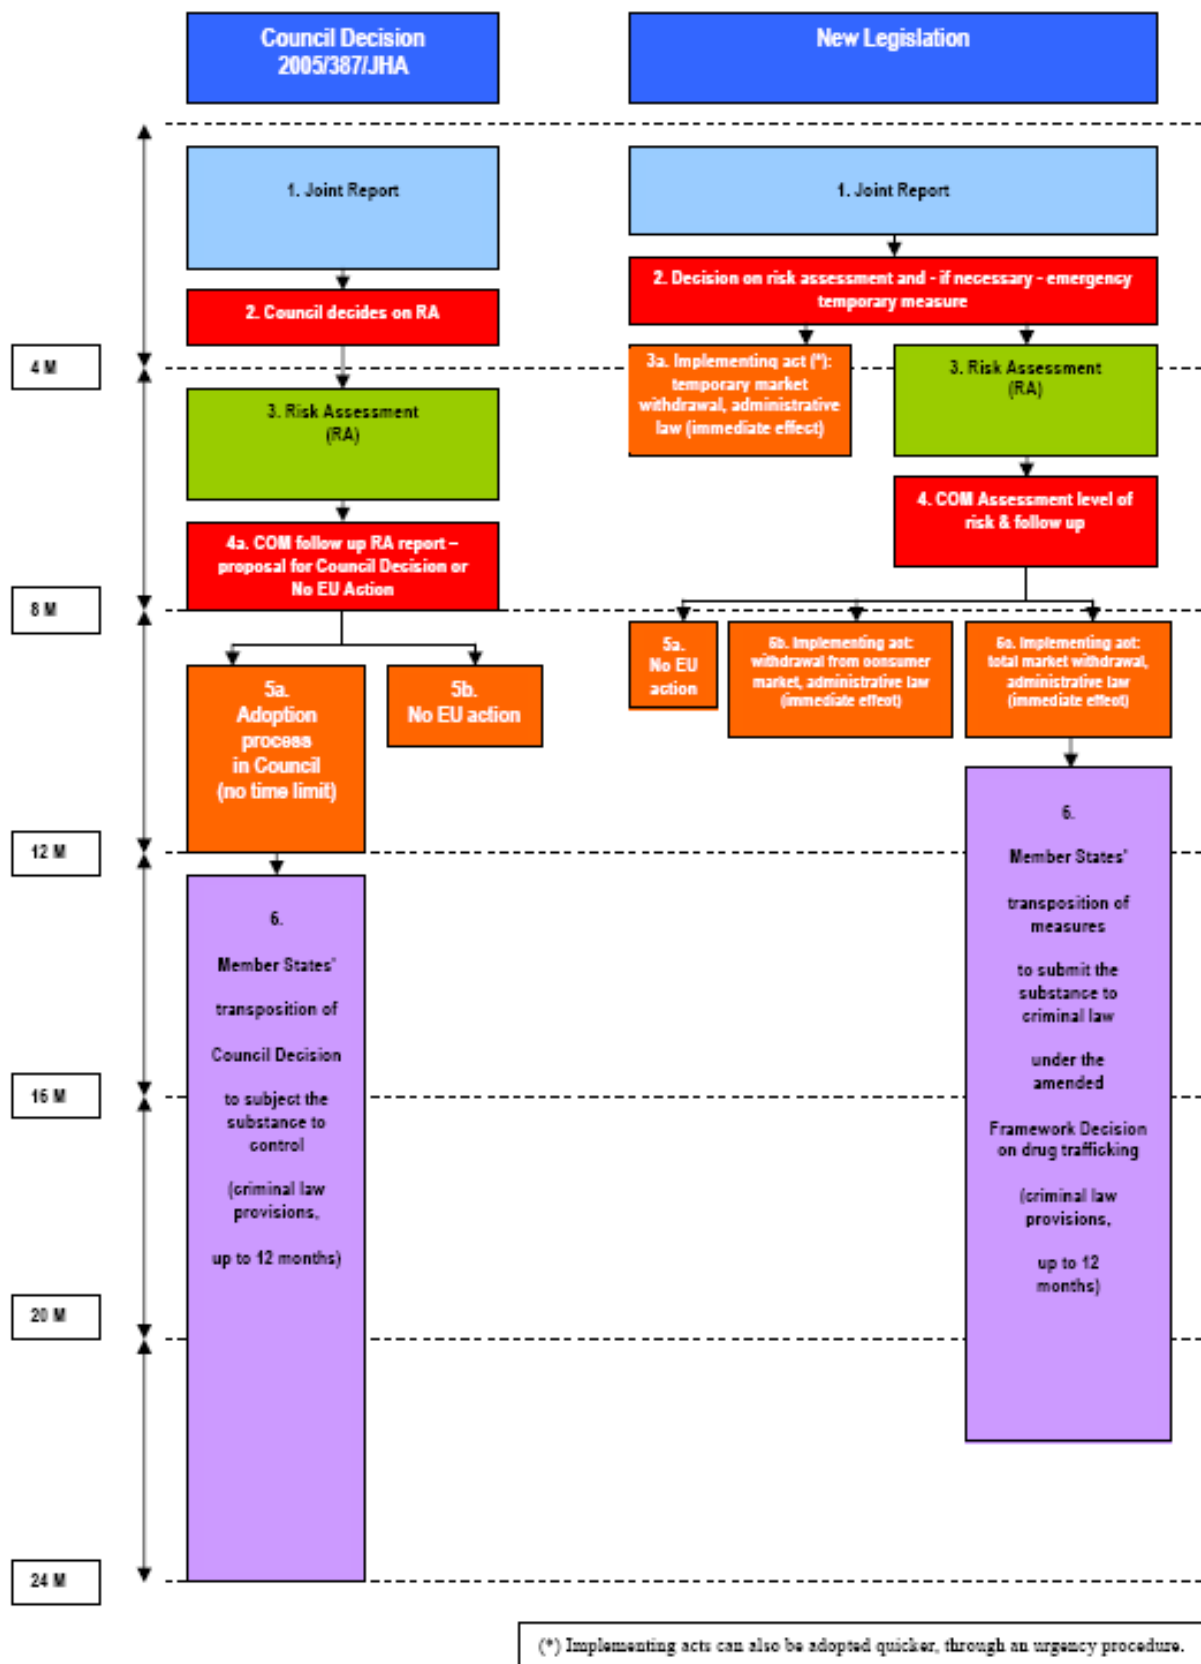 Council Decision
2005/387/JHA
New Legislation
1. Joint Report
1. Joint Report
2. Council decides on RA
2. Decision on risk assessment and - if necessary - emergency
temporary measure
4 M
3. Risk Assessment
(RA)
3a. Implementing act (*):
temporary market
withdrawal, administrative
law (immediate effect)
3. Risk Assessment
(RA)
4a. COM follow up RA report –
proposal for Council Decision or
No EU Action
4. COM Assessment level of
risk & follow up
8 M
5a.
Adoption
process
in Council
(no time limit)
5b.
No EU action
5a.
No EU
action
5b. Implementing act:
withdrawal from consumer
market, administrative law
(immediate effect)
5c. Implementing act:
total market withdrawal,
administrative law
(immediate effect)
12 M
6.
Member States'
transposition of
Council Decision
to subject the
substance to
control
(criminal law
provisions,
up to 12 months)
6.
Member States'
transposition of
measures
to submit the
substance to
criminal law
under the
amended
Framework Decision
on drug trafficking
(criminal law
provisions,
up to 12
months)
16 M
20 M
24 M
(*) Implementing acts can also be adopted quicker, through an urgency procedure.